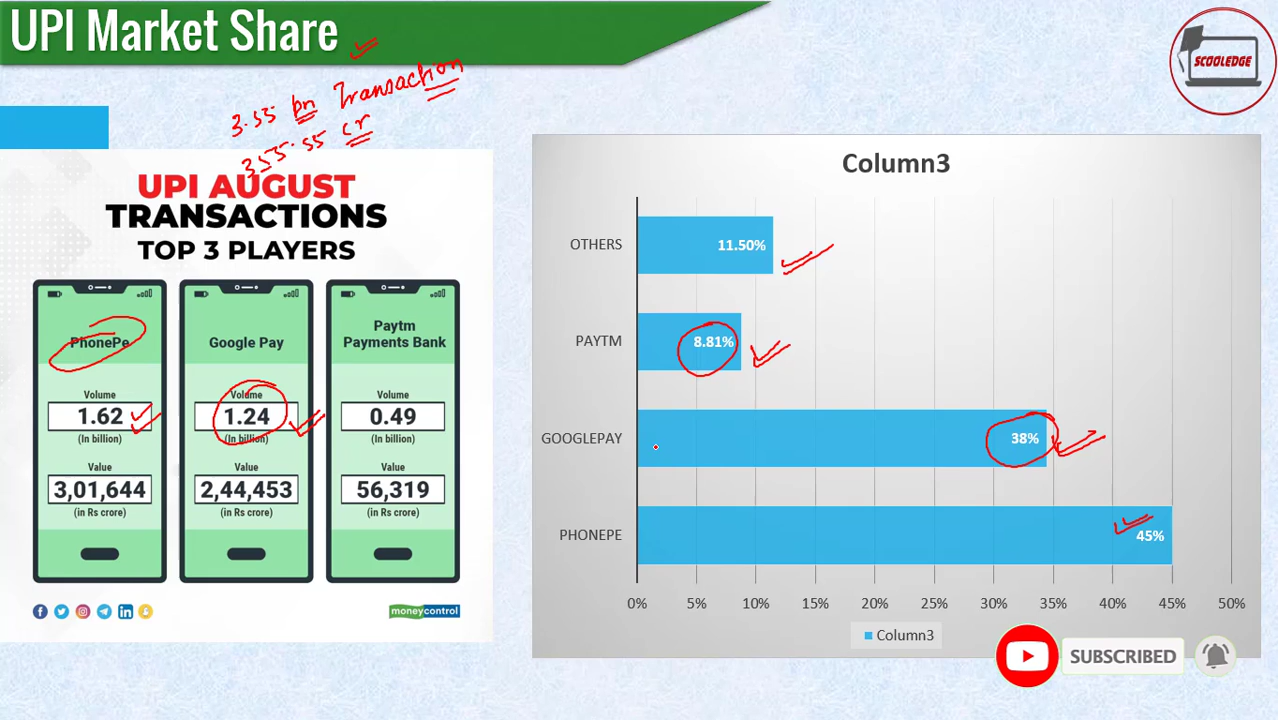 UPI Market Share
SCOOLEDGE
3.55 bn Transaction
355.55 cr
UPI AUGUST
TRANSACTIONS
TOP 3 PLAYERS
PhonePe
Volume
1.62
(In billion)
Value
3,01,644
(in Rs crore)
Google Pay
Volume
1.24
(In billion)
Value
2,44,453
(in Rs crore)
Paytm
Payments Bank
Volume
0.49
(In billion)
Value
56,319
(in Rs crore)
moneycontrol
Column3
OTHERS 11.50%
PAYTM 8.81%
GOOGLEPAY 38%
PHONEPE 45%
0% 5% 10% 15% 20% 25% 30% 35% 40% 45% 50%
Column3
SUBSCRIBED